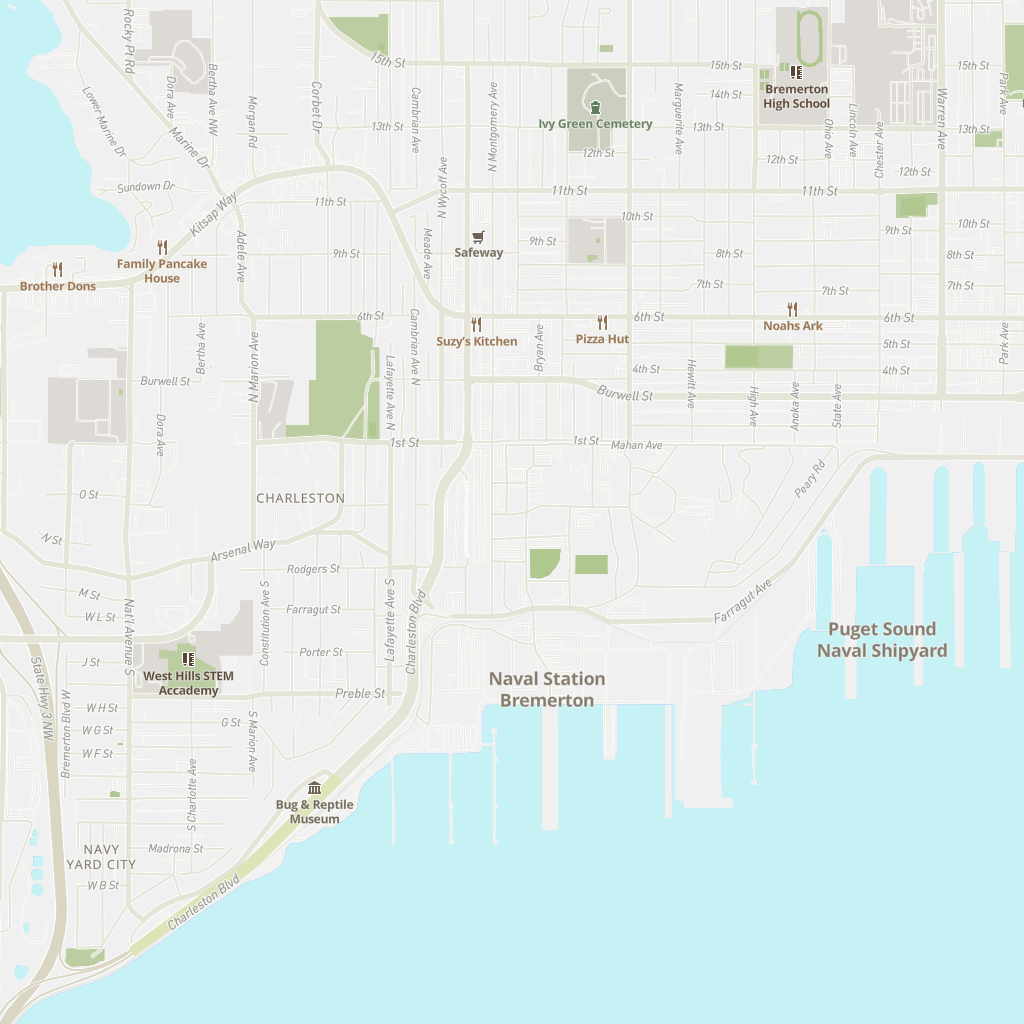 Rocky Pt Rd
Dora Ave
Bertha Ave NW
Lower Marine Dr
Marine Dr
Morgan Rd
Corbet Dr
15th St
13th St
Cambrian Ave
N Montgomery Ave
N Wycoff Ave
Ivy Green Cemetery
12th St
Marguerite Ave
15th St
14th St
13th St
Bremerton
High School
Ohio Ave
Lincoln Ave
Chester Ave
Warren Ave
15th St
Park Ave
13th St
12th St
12th St
Sundown Dr
Kitsap Way
11th St
11th St
11th St
10th St
10th St
9th St
Adele Ave
Meade Ave
Safeway
9th St
9th St
8th St
8th St
7th St
7th St
7th St
Family Pancake
House
Brother Dons
6th St
Suzy's Kitchen
Pizza Hut
6th St
Noahs Ark
6th St
5th St
4th St
4th St
Park Ave
Bertha Ave
N Marion Ave
Cambrian Ave N
Lafayette Ave N
Bryan Ave
Burwell St
Burwell St
Hewitt Ave
High Ave
Anoka Ave
State Ave
Dora Ave
1st St
1st St
Mahan Ave
Peary Rd
O St
CHARLESTON
N St
Arsenal Way
Rodgers St
M St
W L St
Nat'l Avenue S
Constitution Ave S
Farragut St
Lafayette Ave S
Charleston Blvd
Farragut Ave
Puget Sound
Naval Shipyard
State Hwy 3 NW
J St
Porter St
West Hills STEM
Accademy
Preble St
Naval Station
Bremerton
Bremerton Blvd W
W H St
W G St
W F St
G St
S Marion Ave
S Charlotte Ave
Bug & Reptile
Museum
NAVY
YARD CITY
Madrona St
W B St
Charleston Blvd